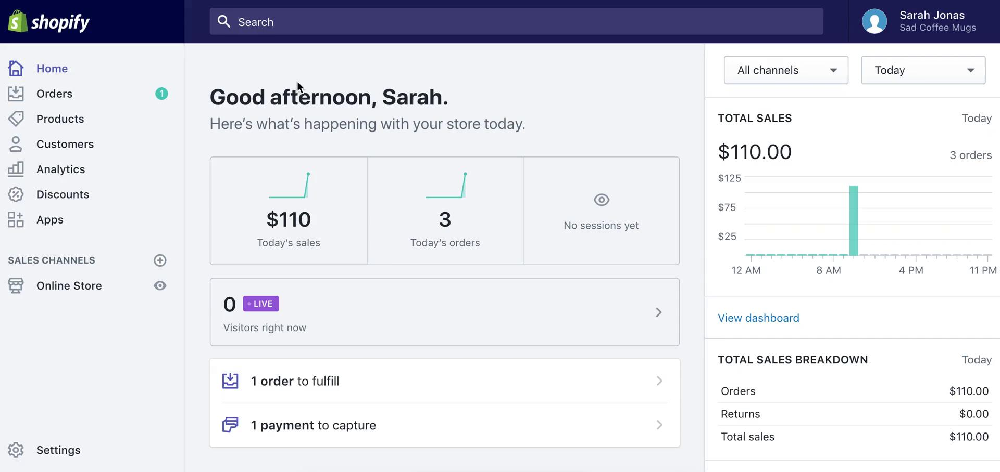 shopify
Search
Sarah Jonas
Sad Coffee Mugs
Home
Orders 1
Products
Customers
Analytics
Discounts
Apps
SALES CHANNELS
Online Store
Settings
Good afternoon, Sarah.
Here’s what’s happening with your store today.
$110
Today’s sales
3
Today’s orders
No sessions yet
0 LIVE
Visitors right now
1 order to fulfill
1 payment to capture
All channels
Today
TOTAL SALES Today
$110.00 3 orders
$125
$75
$25
12 AM 8 AM 4 PM 11 PM
View dashboard
TOTAL SALES BREAKDOWN Today
Orders $110.00
Returns $0.00
Total sales $110.00